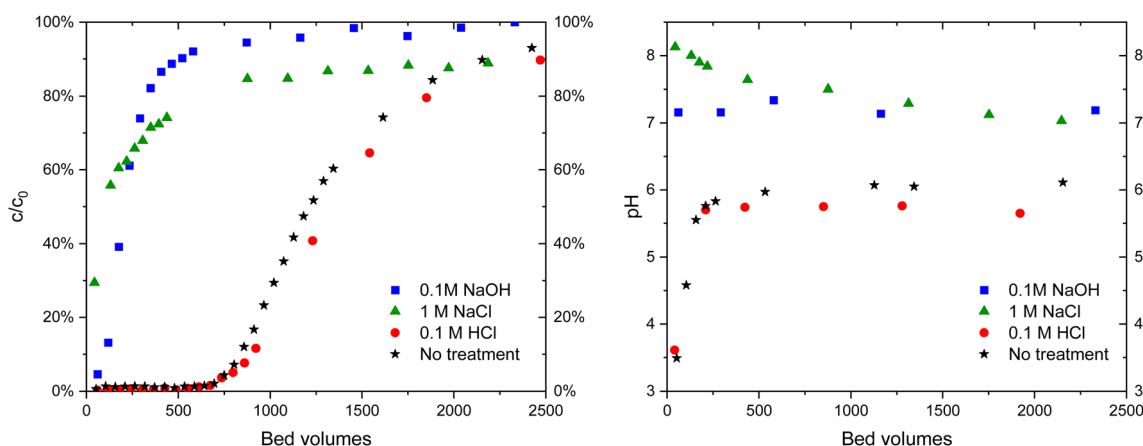 100%
80%
60%
40%
20%
0%
c/c0
100%
80%
60%
40%
20%
0%
0.1M NaOH
1 M NaCl
0.1 M HCl
No treatment
0 500 1000 1500 2000 2500
Bed volumes
8
7
6
5
4
3
pH
8
7
6
5
4
3
0.1M NaOH
1 M NaCl
0.1 M HCl
No treatment
0 500 1000 1500 2000 2500
Bed volumes